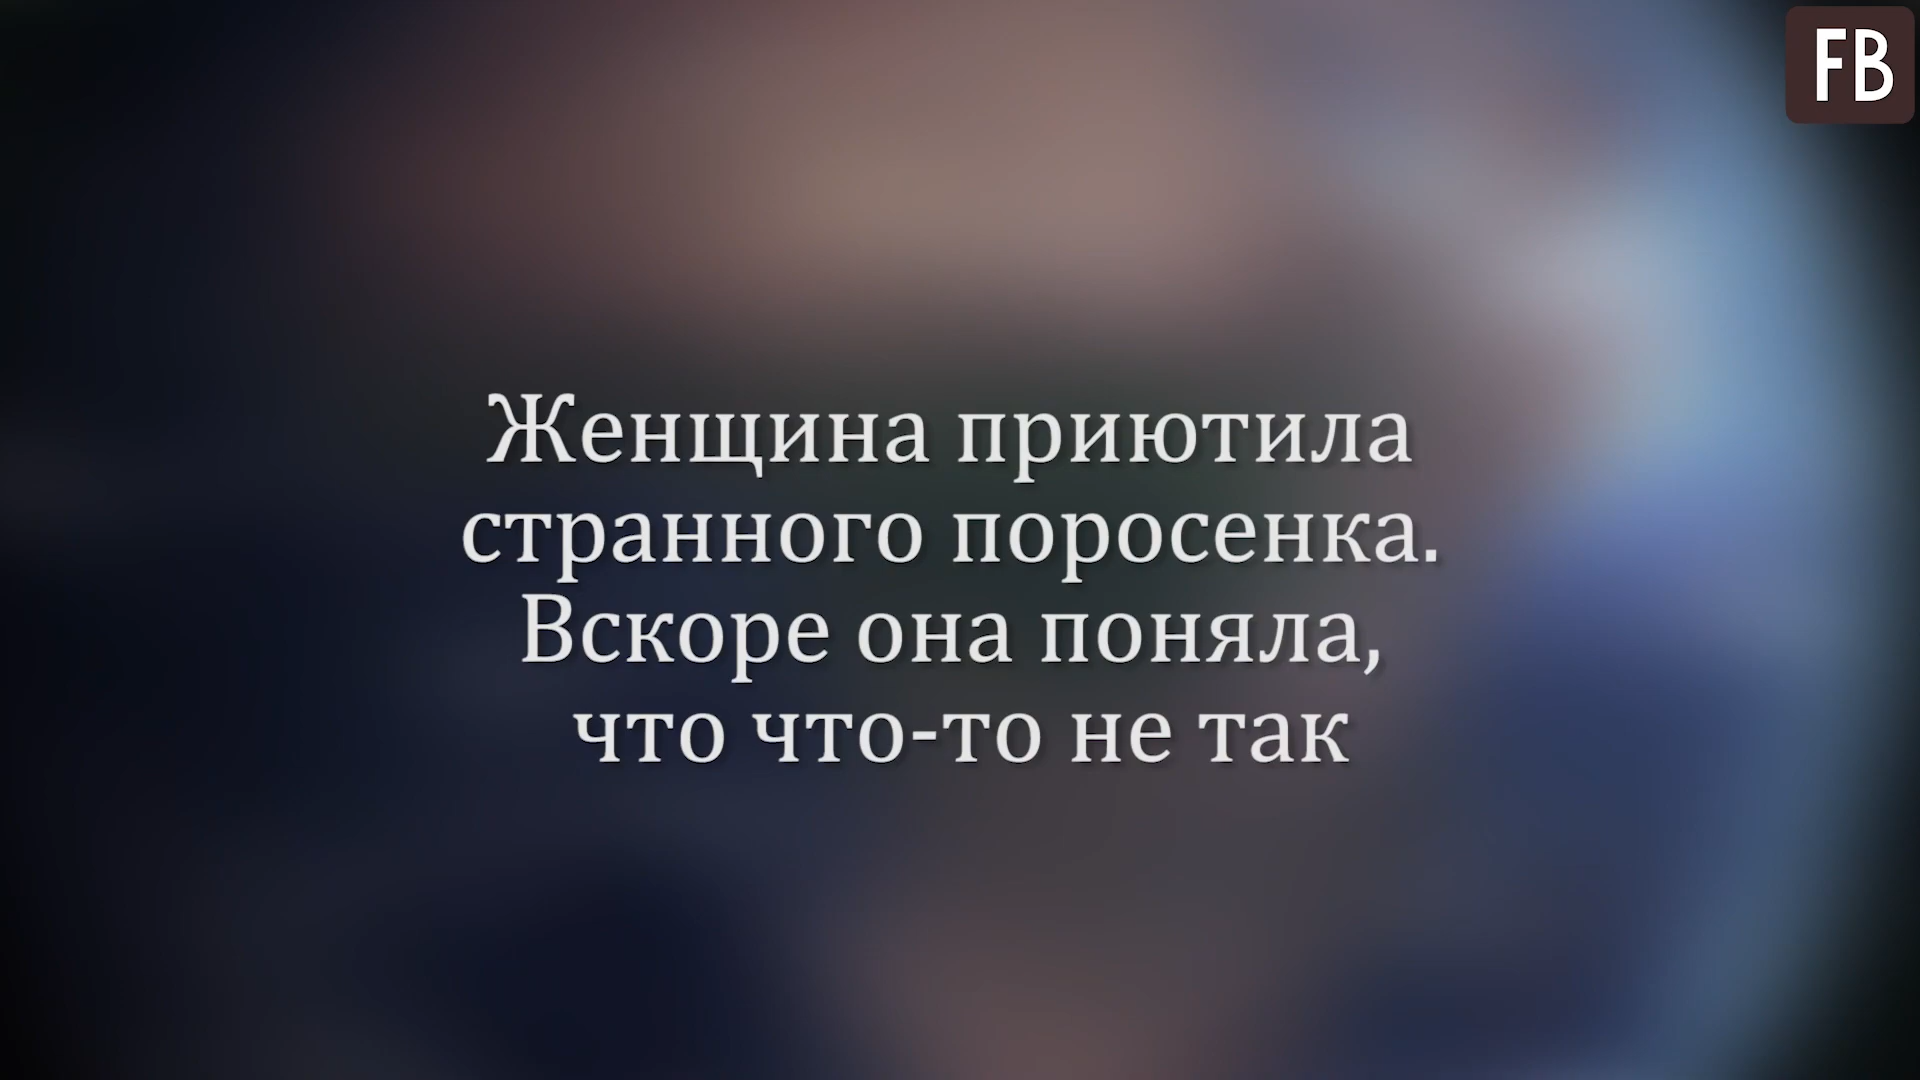 FB
Женщина приютила
странного поросенка.
Вскоре она поняла,
что что-то не так